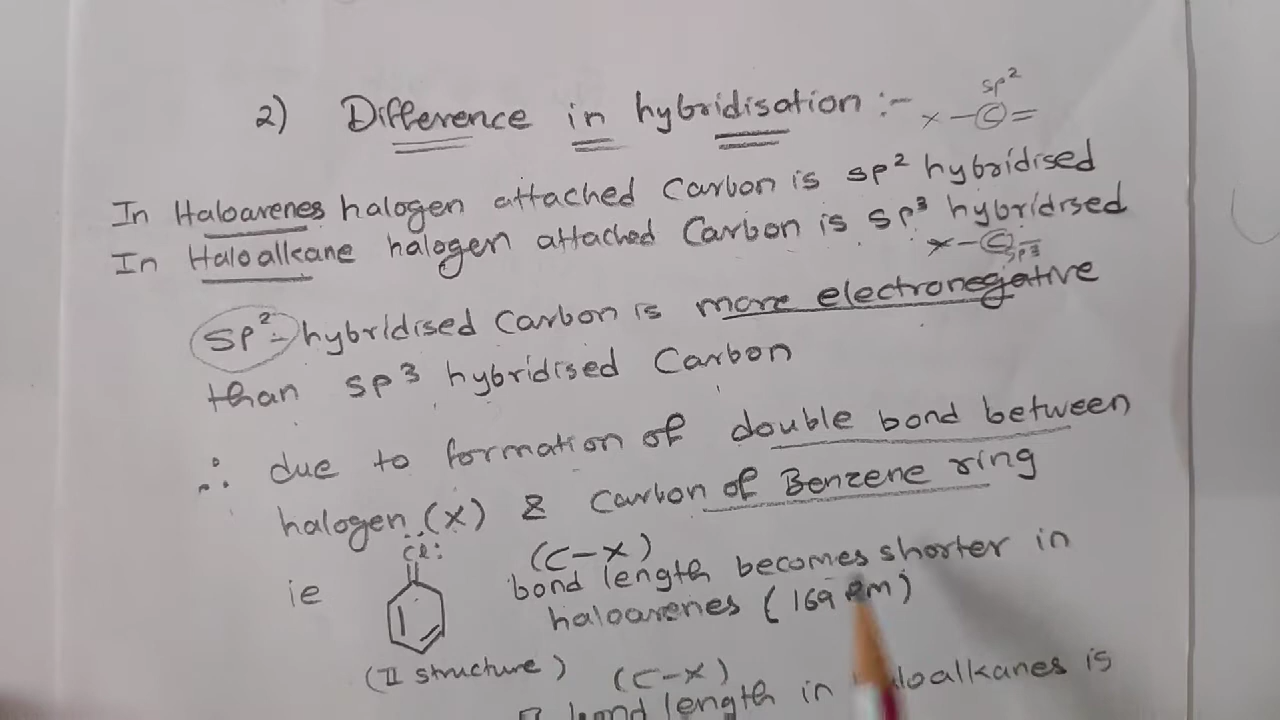 2) Difference in hybridisation :- x-C= sp²
In Haloarenes halogen attached Carbon is sp² hybridised
In Haloalkane halogen attached Carbon is sp³ hybridised
x-C- sp³
sp²- hybridised Carbon is more electronegative
than sp3 hybridised Carbon
∴ due to formation of double bond between
halogen (x) & Carbon of Benzene ring
:Cl:
ie
(C-x)
bond length becomes shorter in
haloarenes (169 pm)
(II structure)
(C-x)
bond length in haloalkanes is